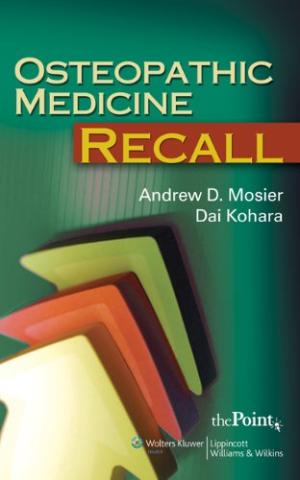 OSTEOPATHIC
MEDICINE
RECALL
Andrew D. Mosier
Dai Kohara
thePoint
Wolters Kluwer
Health
Lippincott
Williams & Wilkins